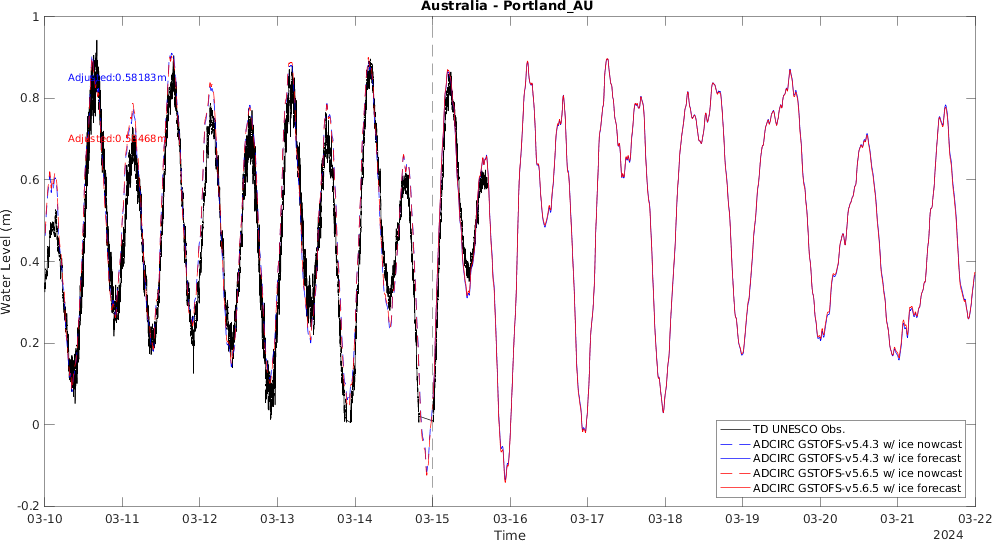 Australia - Portland_AU
Water Level (m)
1
0.8
0.6
0.4
0.2
0
-0.2
Adjusted:0.58183m
TD UNESCO Obs.
ADCIRC GSTOFS-v5.4.3 w/ ice nowcast
ADCIRC GSTOFS-v5.4.3 w/ ice forecast
ADCIRC GSTOFS-v5.6.5 w/ ice nowcast
ADCIRC GSTOFS-v5.6.5 w/ ice forecast
03-10 03-11 03-12 03-13 03-14 03-15 03-16 03-17 03-18 03-19 03-20 03-21 03-22
Time
2024